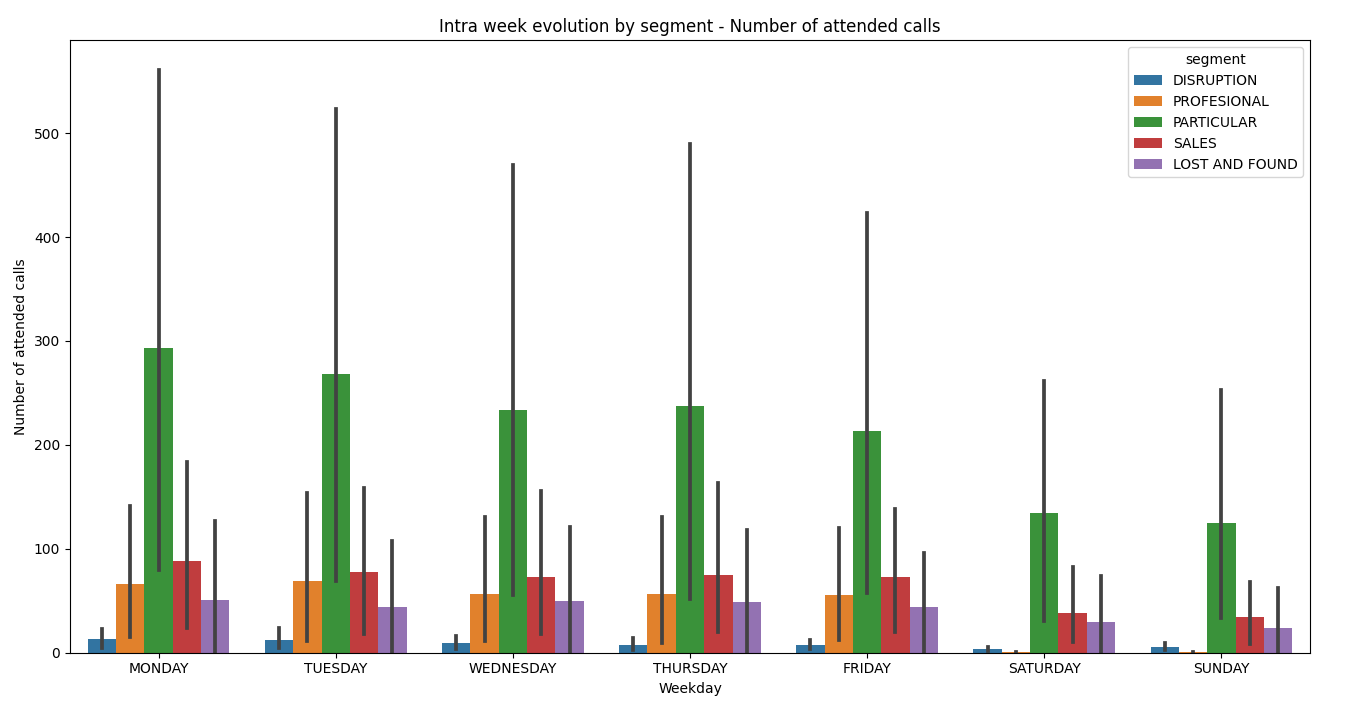 Intra week evolution by segment - Number of attended calls
segment
DISRUPTION
PROFESIONAL
PARTICULAR
SALES
LOST AND FOUND
Number of attended calls
500
400
300
200
100
0
MONDAY
TUESDAY
WEDNESDAY
THURSDAY
FRIDAY
SATURDAY
SUNDAY
Weekday